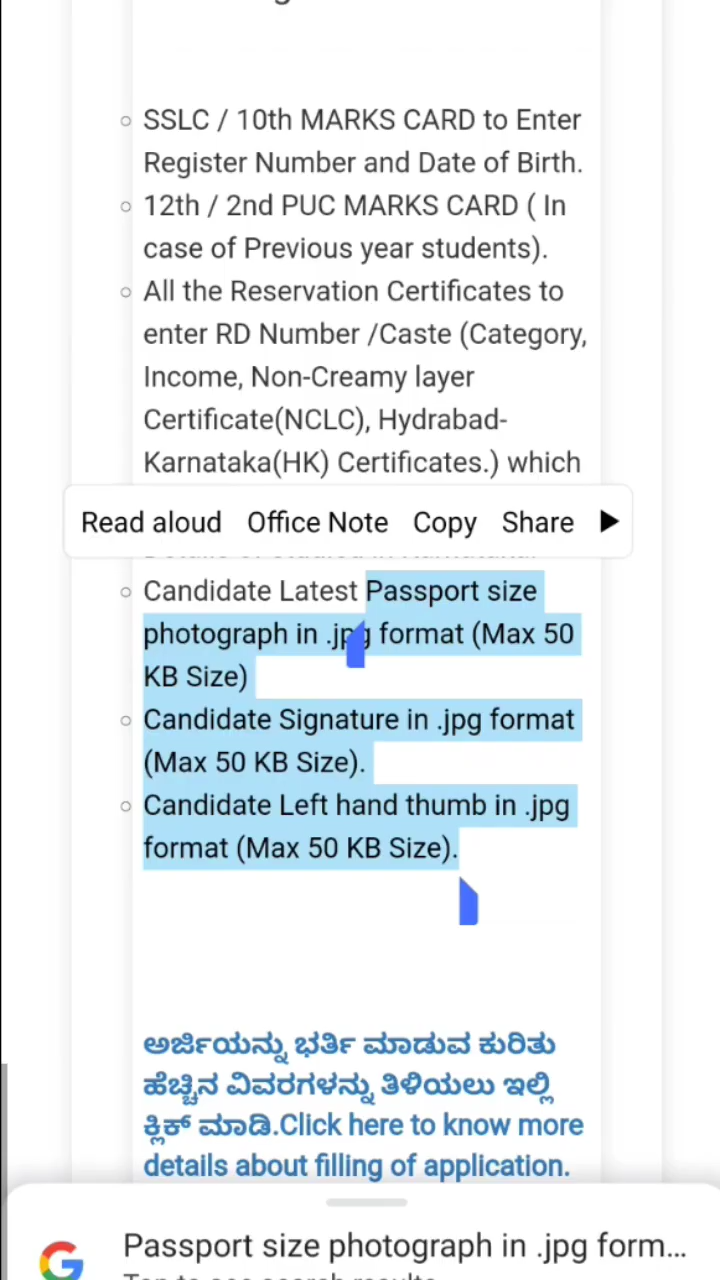 SSLC / 10th MARKS CARD to Enter
Register Number and Date of Birth.
12th / 2nd PUC MARKS CARD ( In
case of Previous year students).
All the Reservation Certificates to
enter RD Number /Caste (Category,
Income, Non-Creamy layer
Certificate(NCLC), Hydrabad-
Karnataka(HK) Certificates.) which
Read aloud Office Note Copy Share
Candidate Latest Passport size
photograph in .jpg format (Max 50
KB Size)
Candidate Signature in .jpg format
(Max 50 KB Size).
Candidate Left hand thumb in .jpg
format (Max 50 KB Size).
ಅರ್ಜಿಯನ್ನು ಭರ್ತಿ ಮಾಡುವ ಕುರಿತು
ಹೆಚ್ಚಿನ ವಿವರಗಳನ್ನು ತಿಳಿಯಲು ಇಲ್ಲಿ
ಕ್ಲಿಕ್ ಮಾಡಿ.Click here to know more
details about filling of application.
Passport size photograph in .jpg form...